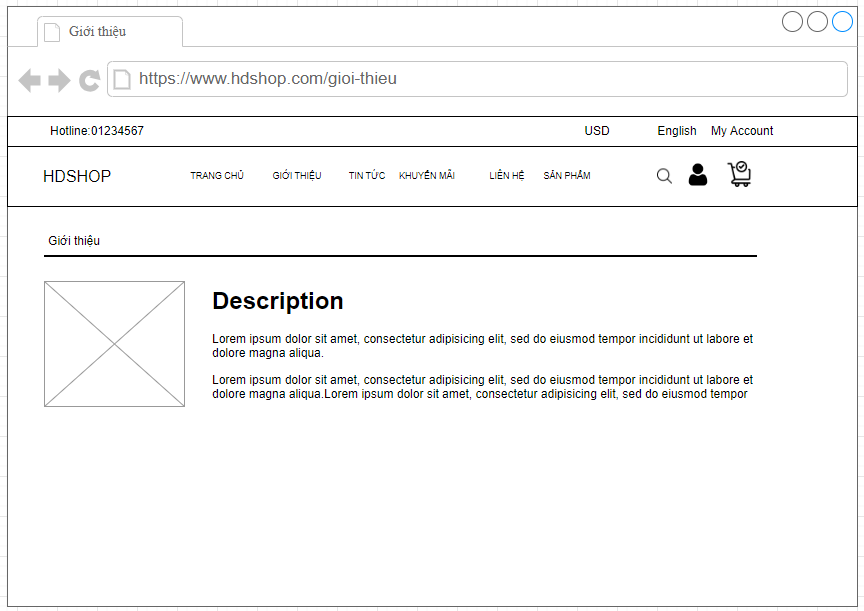 Giới thiệu
https://www.hdshop.com/gioi-thieu
Hotline:01234567 USD English My Account
HDSHOP TRANG CHỦ GIỚI THIỆU TIN TỨC KHUYẾN MÃI LIÊN HỆ SẢN PHẨM
Giới thiệu
Description
Lorem ipsum dolor sit amet, consectetur adipisicing elit, sed do eiusmod tempor incididunt ut labore et
dolore magna aliqua.
Lorem ipsum dolor sit amet, consectetur adipisicing elit, sed do eiusmod tempor incididunt ut labore et
dolore magna aliqua.Lorem ipsum dolor sit amet, consectetur adipisicing elit, sed do eiusmod tempor